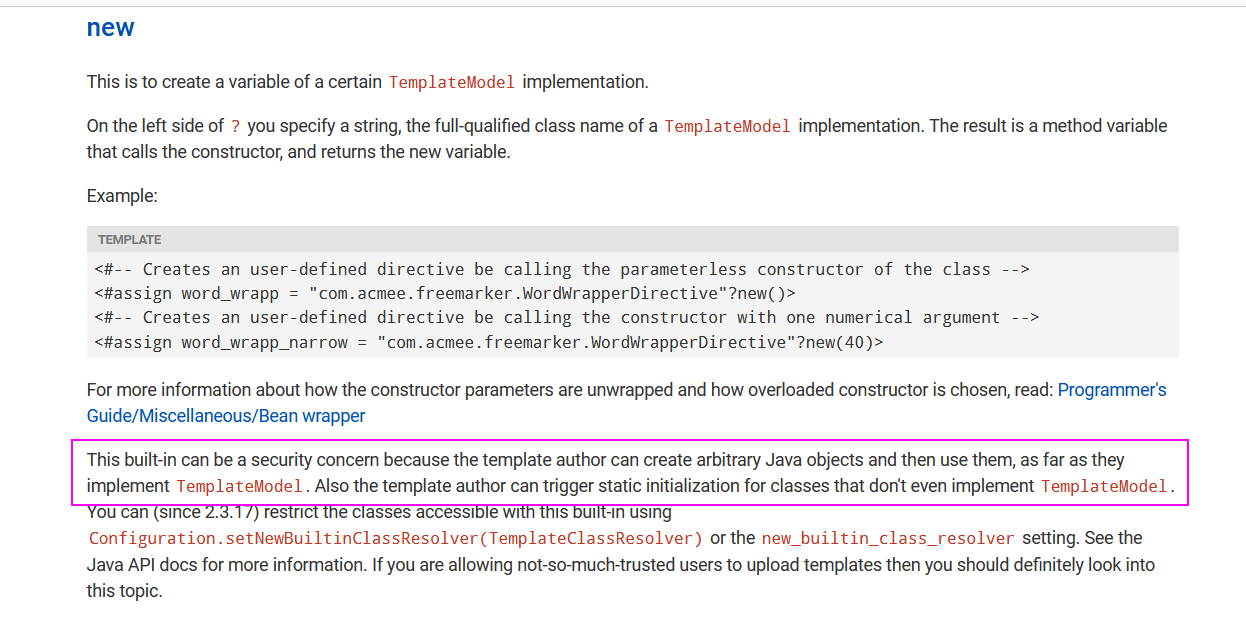 new
This is to create a variable of a certain TemplateModel implementation.
On the left side of ? you specify a string, the full-qualified class name of a TemplateModel implementation. The result is a method variable
that calls the constructor, and returns the new variable.
Example:
TEMPLATE
<#-- Creates an user-defined directive be calling the parameterless constructor of the class -->
<#assign word_wrapp = "com.acmee.freemarker.WordWrapperDirective"?new()>
<#-- Creates an user-defined directive be calling the constructor with one numerical argument -->
<#assign word_wrapp_narrow = "com.acmee.freemarker.WordWrapperDirective"?new(40)>
For more information about how the constructor parameters are unwrapped and how overloaded constructor is chosen, read: Programmer's
Guide/Miscellaneous/Bean wrapper
This built-in can be a security concern because the template author can create arbitrary Java objects and then use them, as far as they
implement TemplateModel. Also the template author can trigger static initialization for classes that don't even implement TemplateModel.
You can (since 2.3.17) restrict the classes accessible with this built-in using
Configuration.setNewBuiltinClassResolver(TemplateClassResolver) or the new_builtin_class_resolver setting. See the
Java API docs for more information. If you are allowing not-so-much-trusted users to upload templates then you should definitely look into
this topic.